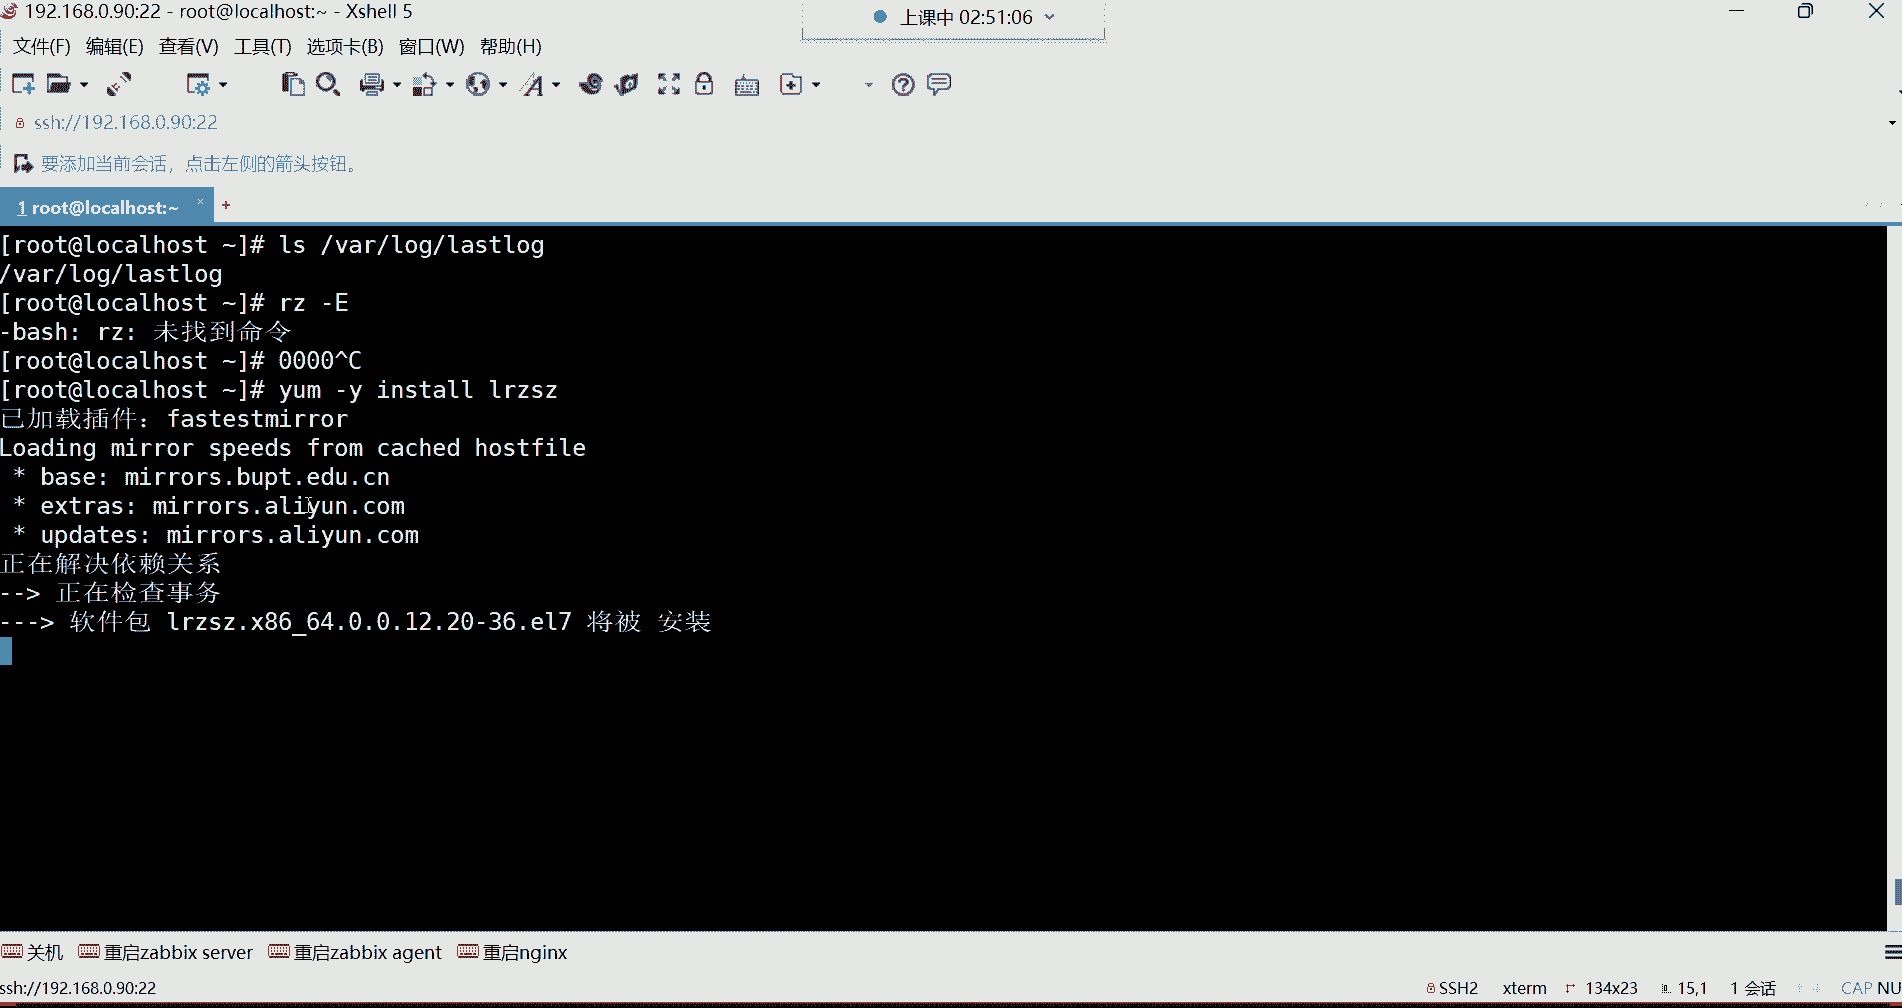 192.168.0.90:22 - root@localhost:~ - Xshell 5
上课中 02:51:06
文件(F) 编辑(E) 查看(V) 工具(T) 选项卡(B) 窗口(W) 帮助(H)
ssh://192.168.0.90:22
要添加当前会话，点击左侧的箭头按钮。
1 root@localhost:~ × +
[root@localhost ~]# ls /var/log/lastlog
/var/log/lastlog
[root@localhost ~]# rz -E
-bash: rz: 未找到命令
[root@localhost ~]# 0000^C
[root@localhost ~]# yum -y install lrzsz
已加载插件：fastestmirror
Loading mirror speeds from cached hostfile
 * base: mirrors.bupt.edu.cn
 * extras: mirrors.aliyun.com
 * updates: mirrors.aliyun.com
正在解决依赖关系
--> 正在检查事务
---> 软件包 lrzsz.x86_64.0.0.12.20-36.el7 将被 安装
关机 重启zabbix server 重启zabbix agent 重启nginx
ssh://192.168.0.90:22 SSH2 xterm 134x23 15,1 1 会话 CAP NU